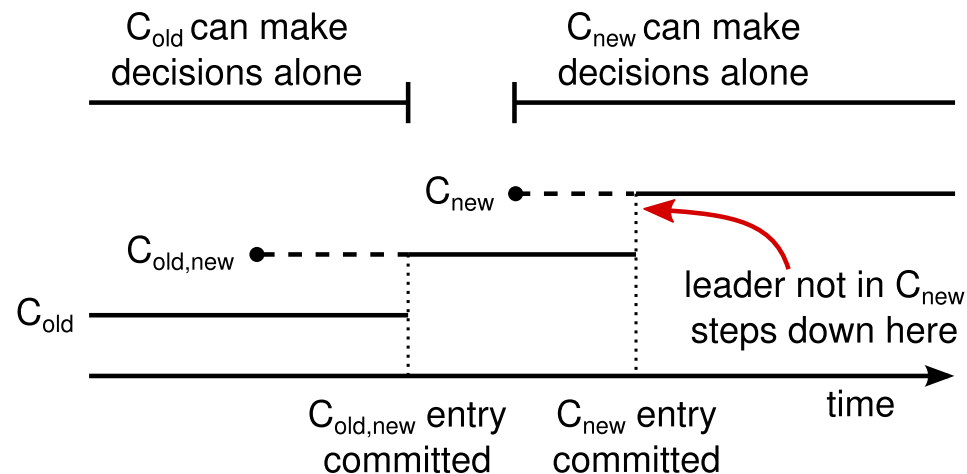 C_old can make
decisions alone
C_new can make
decisions alone
C_new
C_old,new
C_old
leader not in C_new
steps down here
time
C_old,new entry
committed
C_new entry
committed